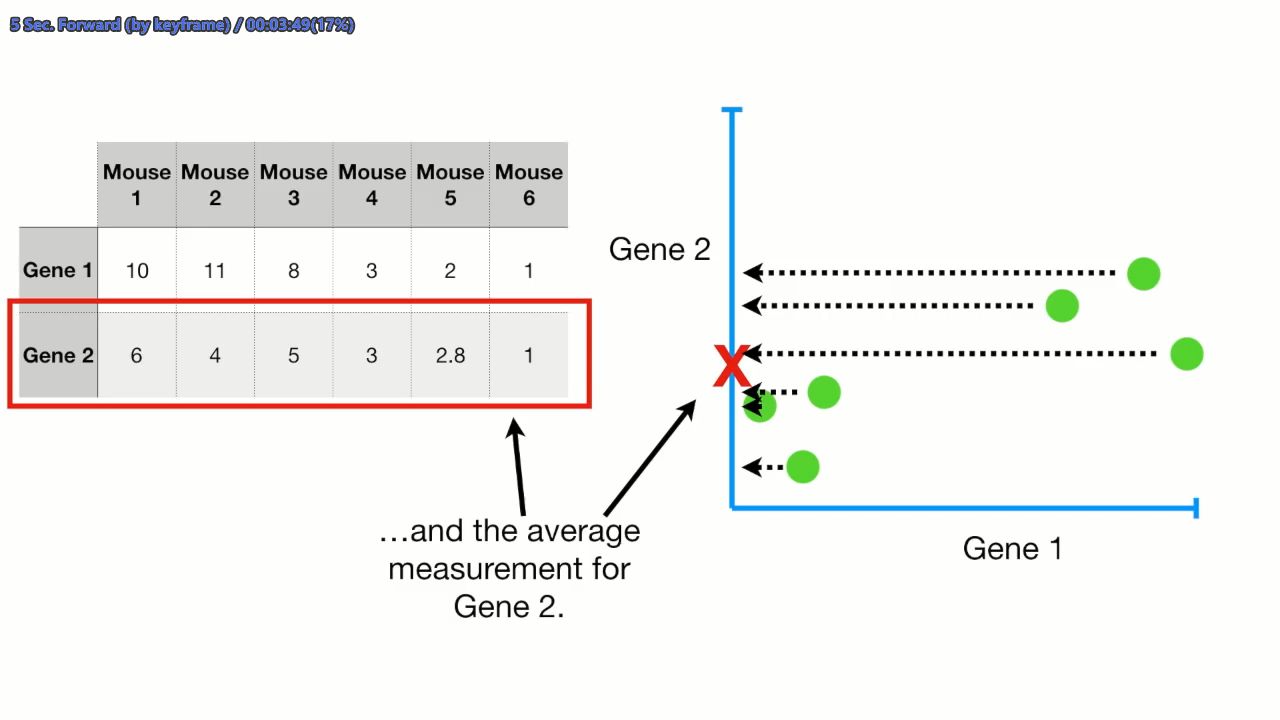 5 Sec. Forward (by keyframe) / 00:03:49(17%)
Mouse 1 Mouse 2 Mouse 3 Mouse 4 Mouse 5 Mouse 6
Gene 1 10 11 8 3 2 1
Gene 2 6 4 5 3 2.8 1
Gene 2
X
Gene 1
...and the average
measurement for
Gene 2.